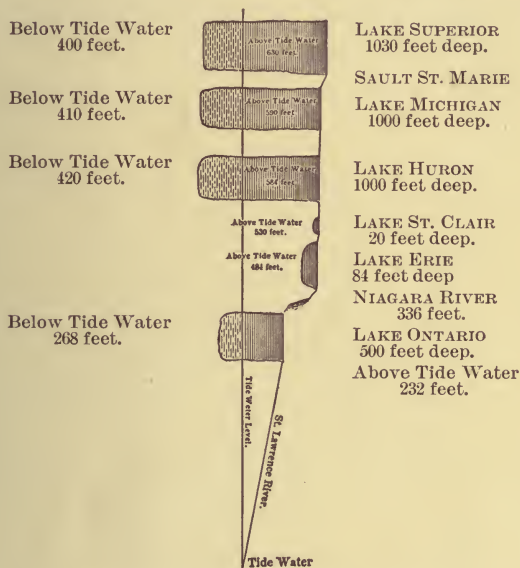 Below Tide Water
400 feet.
Above Tide Water
630 feet.
LAKE SUPERIOR
1030 feet deep.
SAULT ST. MARIE
Below Tide Water
410 feet.
Above Tide Water
590 feet.
LAKE MICHIGAN
1000 feet deep.
Below Tide Water
420 feet.
Above Tide Water
584 feet.
LAKE HURON
1000 feet deep.
Above Tide Water
530 feet.
LAKE ST. CLAIR
20 feet deep.
Above Tide Water
484 feet.
LAKE ERIE
84 feet deep
NIAGARA RIVER
336 feet.
Below Tide Water
268 feet.
LAKE ONTARIO
500 feet deep.
Above Tide Water
232 feet.
Tide Water Level.
St. Lawrence River.
Tide Water